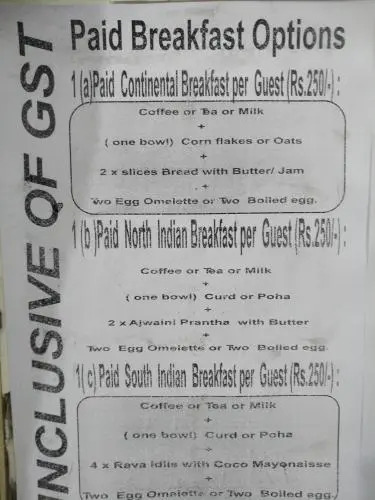 INCLUSIVE OF GST
Paid Breakfast Options
1 (a)Paid Continental Breakfast per Guest (Rs.250/-) :
Coffee or Tea or Milk
+
( one bowl) Corn flakes or Oats
+
2 x slices Bread with Butter/ Jam
+
Two Egg Omelette or Two Boiled egg.
1 (b )Paid North Indian Breakfast per Guest (Rs.250/-) :
Coffee or Tea or Milk
+
( one bowl) Curd or Poha
+
2 x Ajwaini Prantha with Butter
+
Two Egg Omelette or Two Boiled egg.
1( c) Paid South Indian Breakfast per Guest (Rs.250/-) :
Coffee or Tea or Milk
+
( one bowl) Curd or Poha
+
4 x Rava Idlis with Coco Mayonaisse
+
Two Egg Omelette or Two Boiled egg.